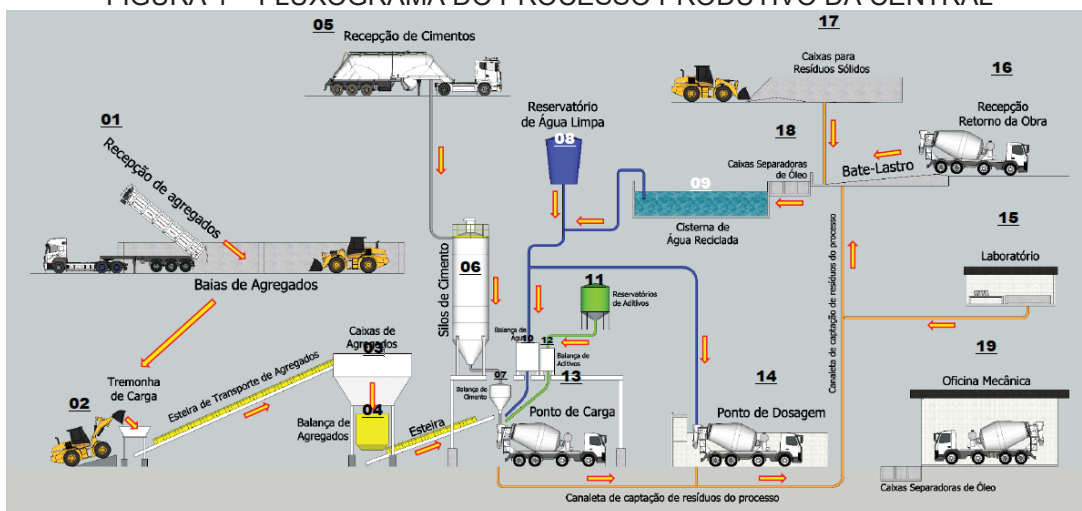 FIGURA 1 – FLUXOGRAMA DO PROCESSO PRODUTIVO DA CENTRAL
05
Recepção de Cimentos
17
Caixas para
Resíduos Sólidos
16
Recepção
Retorno da Obra
Reservatório
de Água Limpa
08
01
Recepção de agregados
18
Caixas Separadoras
de Óleo
Bate-Lastro
09
Cisterna de
Água Reciclada
15
Laboratório
Baias de Agregados
06
Silos de Cimento
11
Reservatórios
de Aditivos
Canaleta de captação de resíduos do processo
Caixas de
Agregados
03
Balança de
Água
10
12
Balança de
Aditivos
19
Oficina Mecânica
02
Tremonha
de Carga
Esteira de Transporte de Agregados
04
Balança de
Agregados
Esteira
07
Balança de
Cimento
13
Ponto de Carga
14
Ponto de Dosagem
Caixas Separadoras de Óleo
Canaleta de captação de resíduos do processo